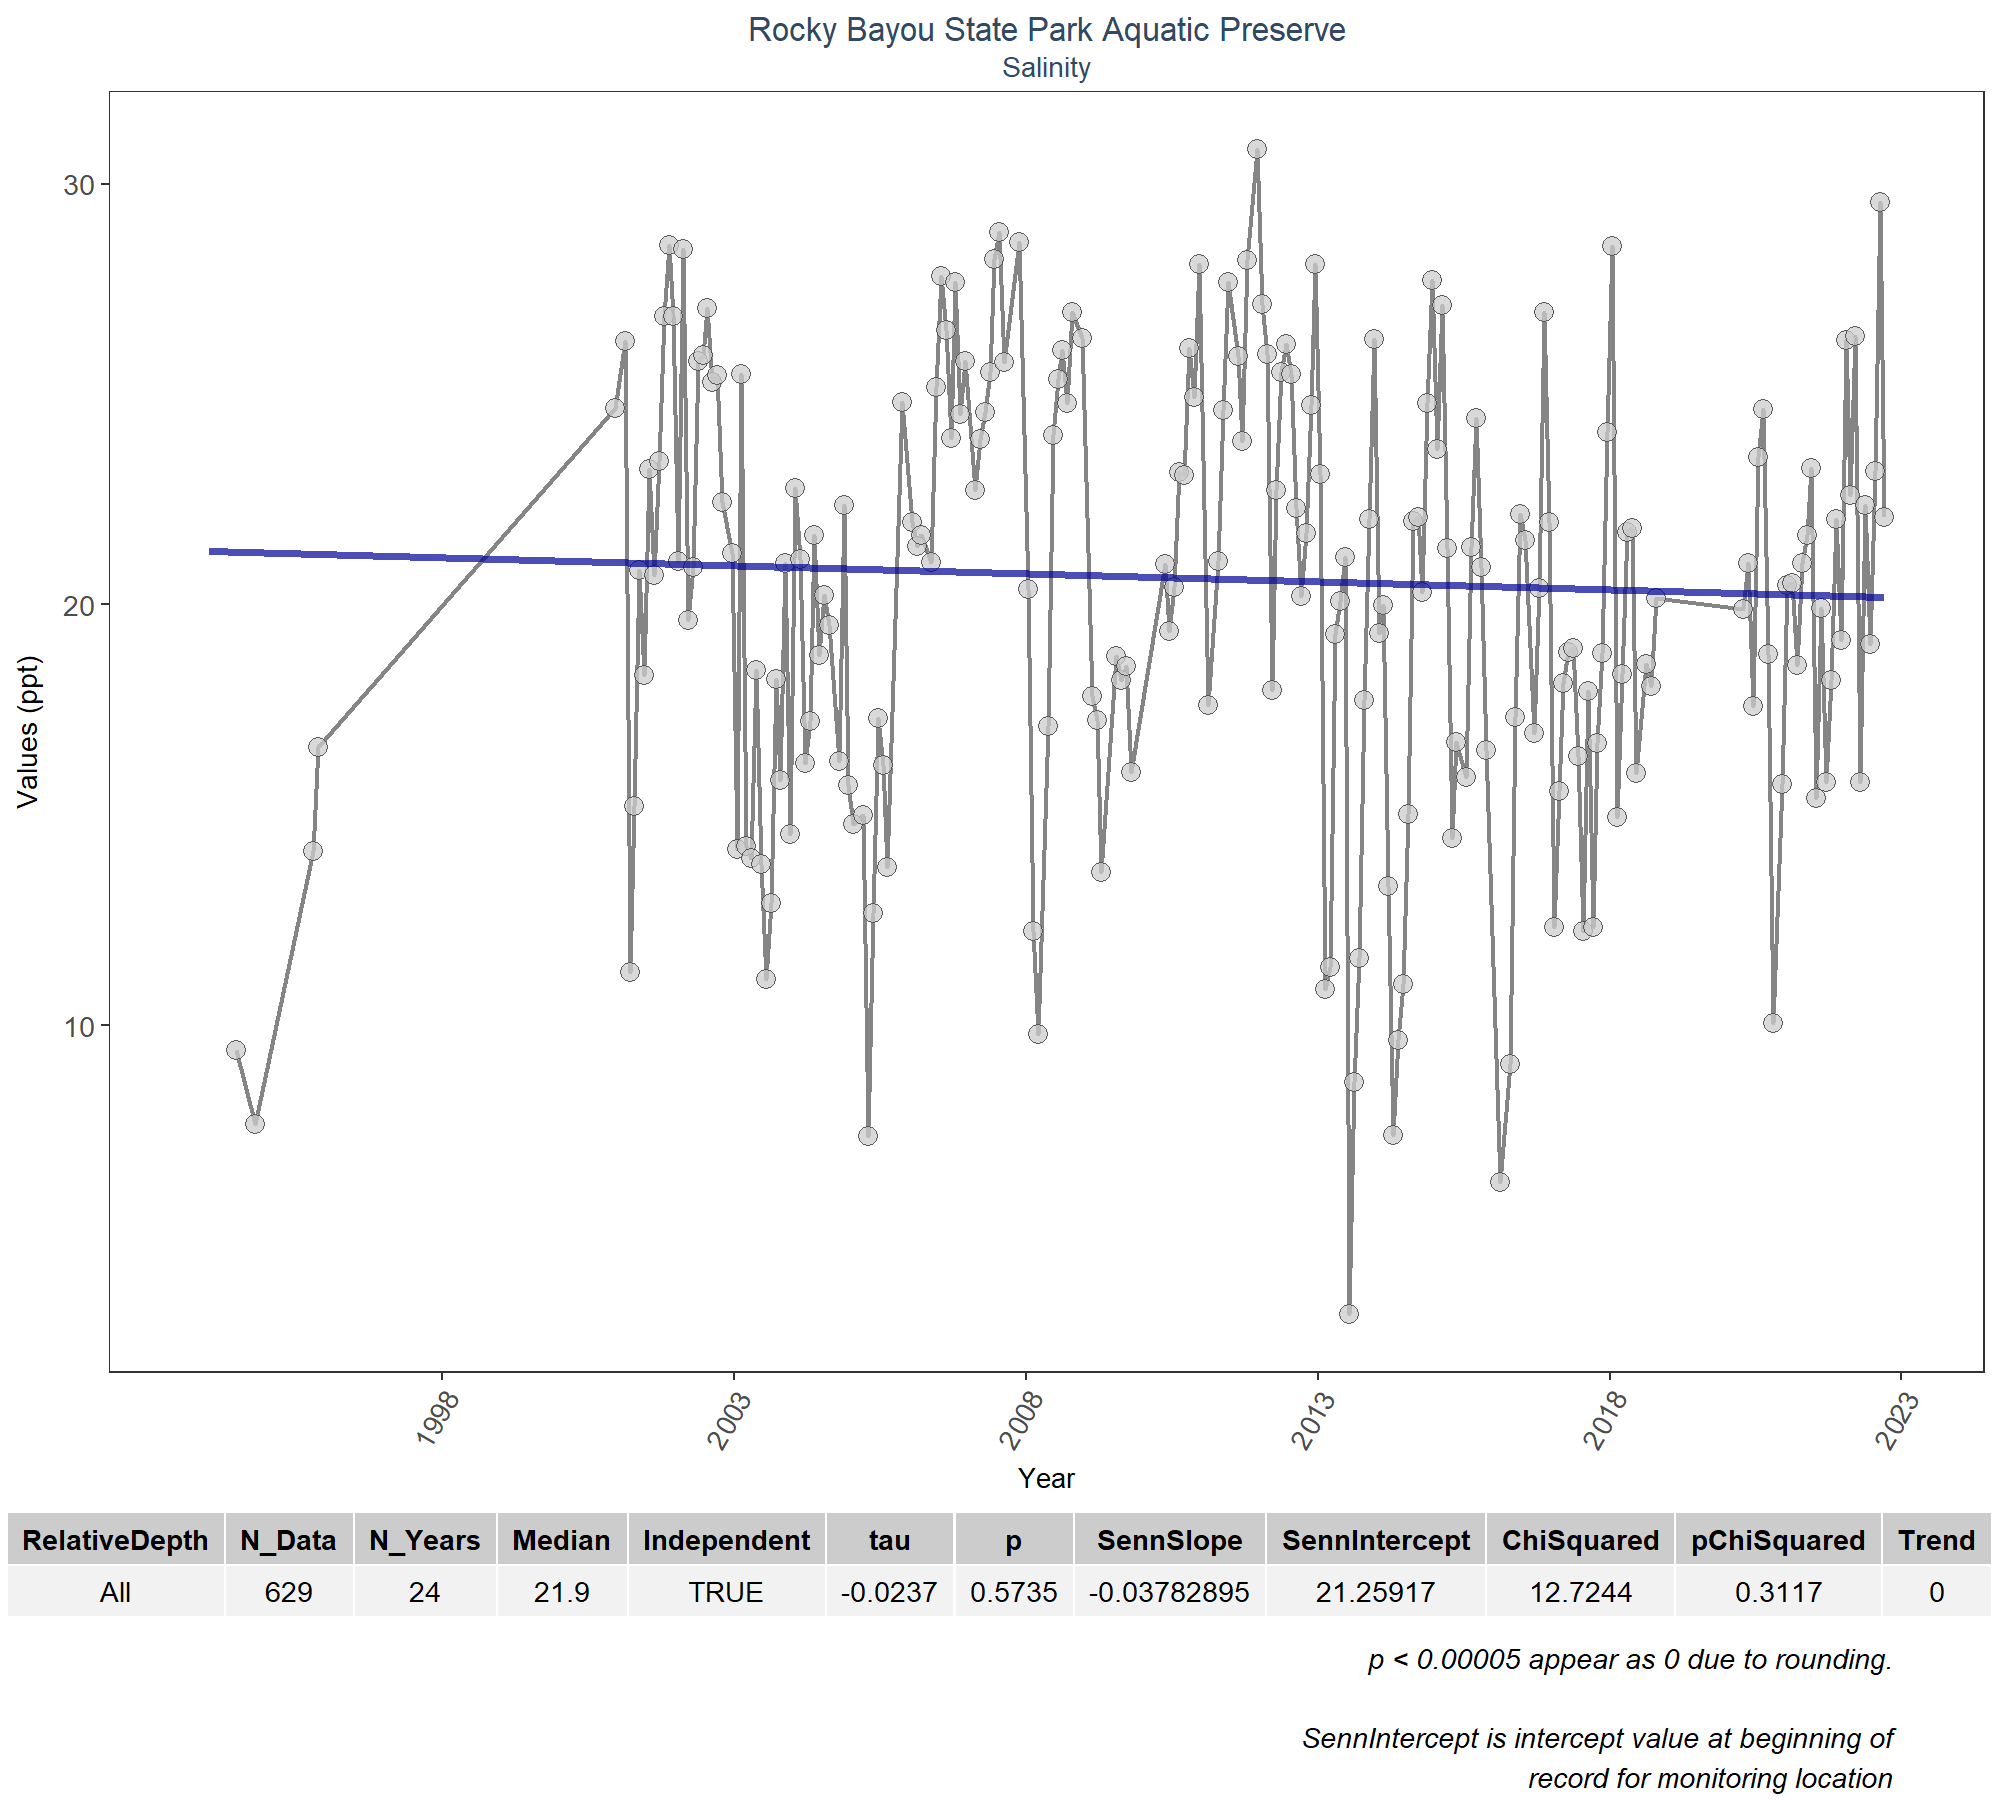 Rocky Bayou State Park Aquatic Preserve
Salinity
30
20
10
Values (ppt)
1998
2003
2008
2013
2018
2023
Year
RelativeDepth N_Data N_Years Median Independent tau p SennSlope SennIntercept ChiSquared pChiSquared Trend
All 629 24 21.9 TRUE -0.0237 0.5735 -0.03782895 21.25917 12.7244 0.3117 0
p < 0.00005 appear as 0 due to rounding.
SennIntercept is intercept value at beginning of
record for monitoring location